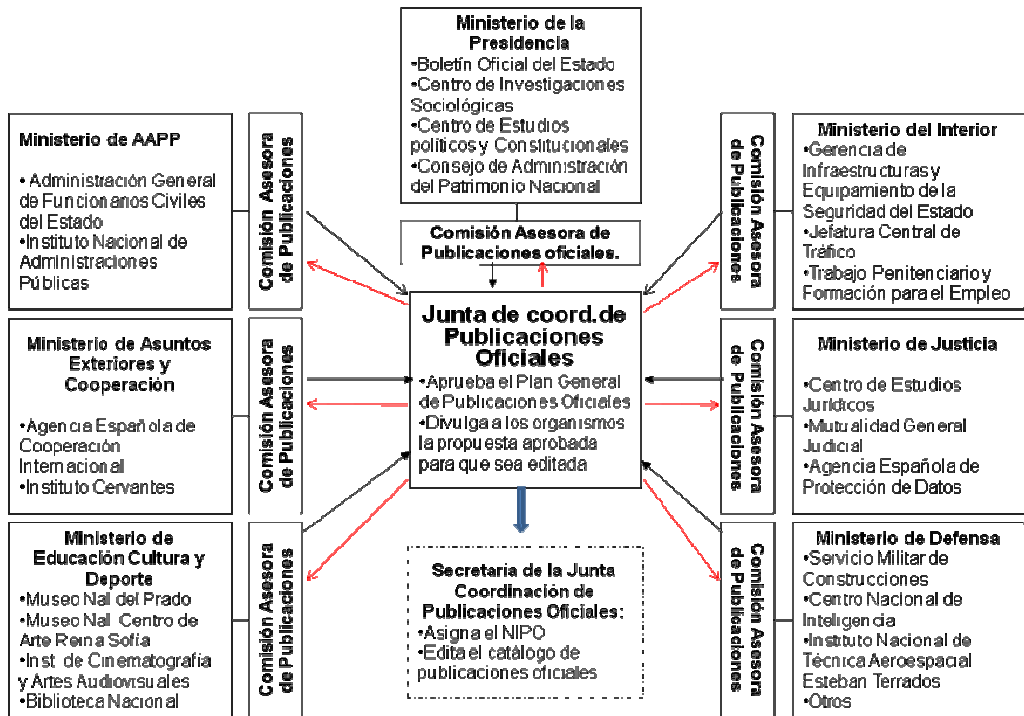 Ministerio de la
Presidencia
•Boletín Oficial del Estado
•Centro de Investigaciones
Sociológicas
•Centro de Estudios
políticos y Constitucionales
•Consejo de Administración
del Patrimonio Nacional
Comisión Asesora de
Publicaciones oficiales.
Ministerio de AAPP
• Administración General
de Funcionarios Civiles
del Estado
•Instituto Nacional de
Administraciones
Públicas
Comisión Asesora
de Publicaciones
Comisión Asesora
de Publicaciones
Ministerio del Interior
•Gerencia de
Infraestructuras y
Equipamiento de la
Seguridad del Estado
•Jefatura Central de
Tráfico
•Trabajo Penitenciario y
Formación para el Empleo
Ministerio de Asuntos
Exteriores y
Cooperación
•Agencia Española de
Cooperación
Internacional
•Instituto Cervantes
Comisión Asesora
de Publicaciones
Junta de coord.de
Publicaciones
Oficiales
•Aprueba el Plan General
de Publicaciones Oficiales
•Divulga a los organismos
la propuesta aprobada
para que sea editada
Comisión Asesora
de Publicaciones
Ministerio de Justicia
•Centro de Estudios
Jurídicos
•Mutualidad General
Judicial
•Agencia Española de
Protección de Datos
Ministerio de
Educación Cultura y
Deporte
•Museo Nal del Prado
•Museo Nal Centro de
Arte Reina Sofía
•Inst de Cinematografía
y Artes Audiovisuales
•Biblioteca Nacional
Comisión Asesora
de Publicaciones
Secretaria de la Junta
Coordinación de
Publicaciones Oficiales:
•Asigna el NIPO
•Edita el catálogo de
publicaciones oficiales
Comisión Asesora
de Publicaciones
Ministerio de Defensa
•Servicio Militar de
Construcciones
•Centro Nacional de
Inteligencia
•Instituto Nacional de
Técnica Aeroespacial
Esteban Terrados
•Otros